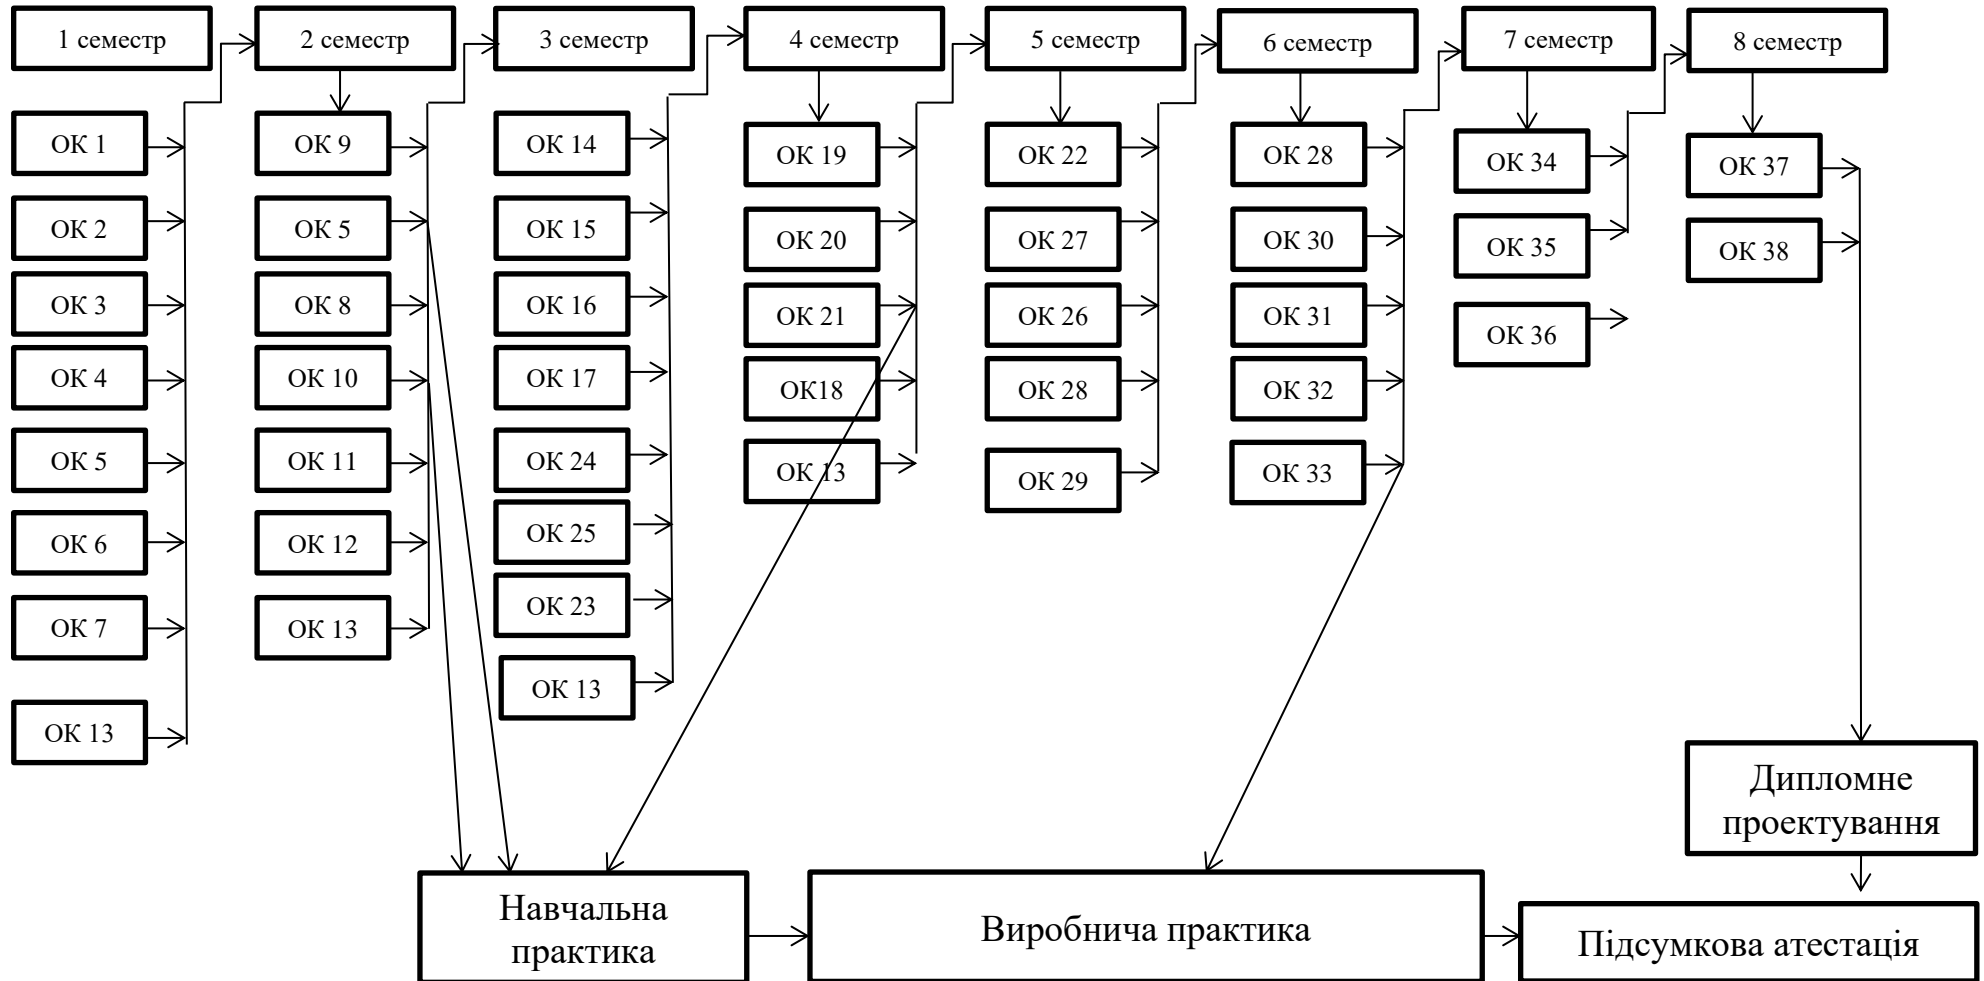 1 семестр
2 семестр
3 семестр
4 семестр
5 семестр
6 семестр
7 семестр
8 семестр
ОК 1
ОК 2
ОК 3
ОК 4
ОК 5
ОК 6
ОК 7
ОК 13
ОК 9
ОК 5
ОК 8
ОК 10
ОК 11
ОК 12
ОК 13
ОК 14
ОК 15
ОК 16
ОК 17
ОК 24
ОК 25
ОК 23
ОК 13
ОК 19
ОК 20
ОК 21
ОК18
ОК 13
ОК 22
ОК 27
ОК 26
ОК 28
ОК 29
ОК 28
ОК 30
ОК 31
ОК 32
ОК 33
ОК 34
ОК 35
ОК 36
ОК 37
ОК 38
Дипломне
проектування
Навчальна
практика
Виробнича практика
Підсумкова атестація